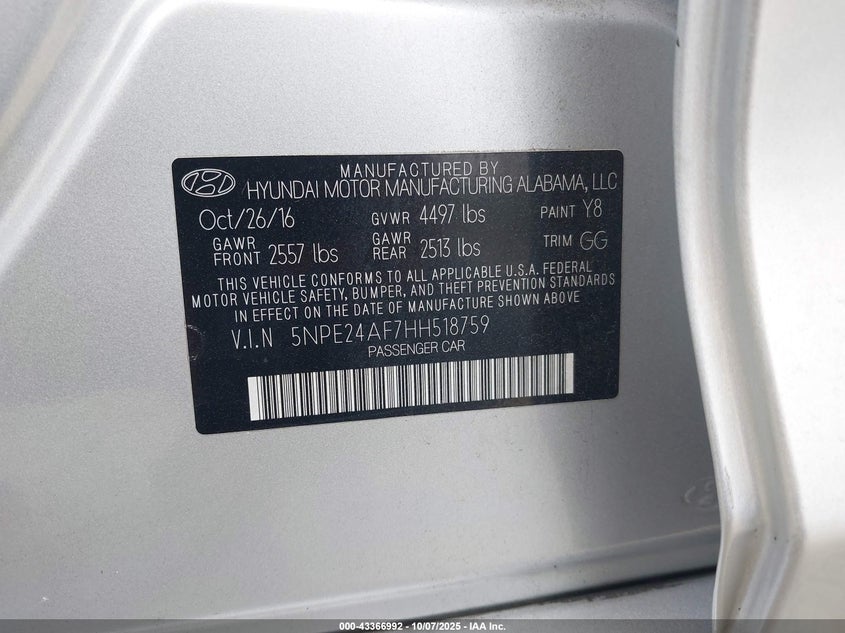 MANUFACTURED BY
HYUNDAI MOTOR MANUFACTURING ALABAMA, LLC
Oct/26/16 GVWR 4497 lbs PAINT Y8
GAWR FRONT 2557 lbs GAWR REAR 2513 lbs TRIM GG
THIS VEHICLE CONFORMS TO ALL APPLICABLE U.S.A. FEDERAL
MOTOR VEHICLE SAFETY, BUMPER, AND THEFT PREVENTION STANDARDS
IN EFFECT ON THE DATE OF MANUFACTURE SHOWN ABOVE
V.I.N 5NPE24AF7HH518759
PASSENGER CAR
000-43366992 - 10/07/2025 - IAA Inc.